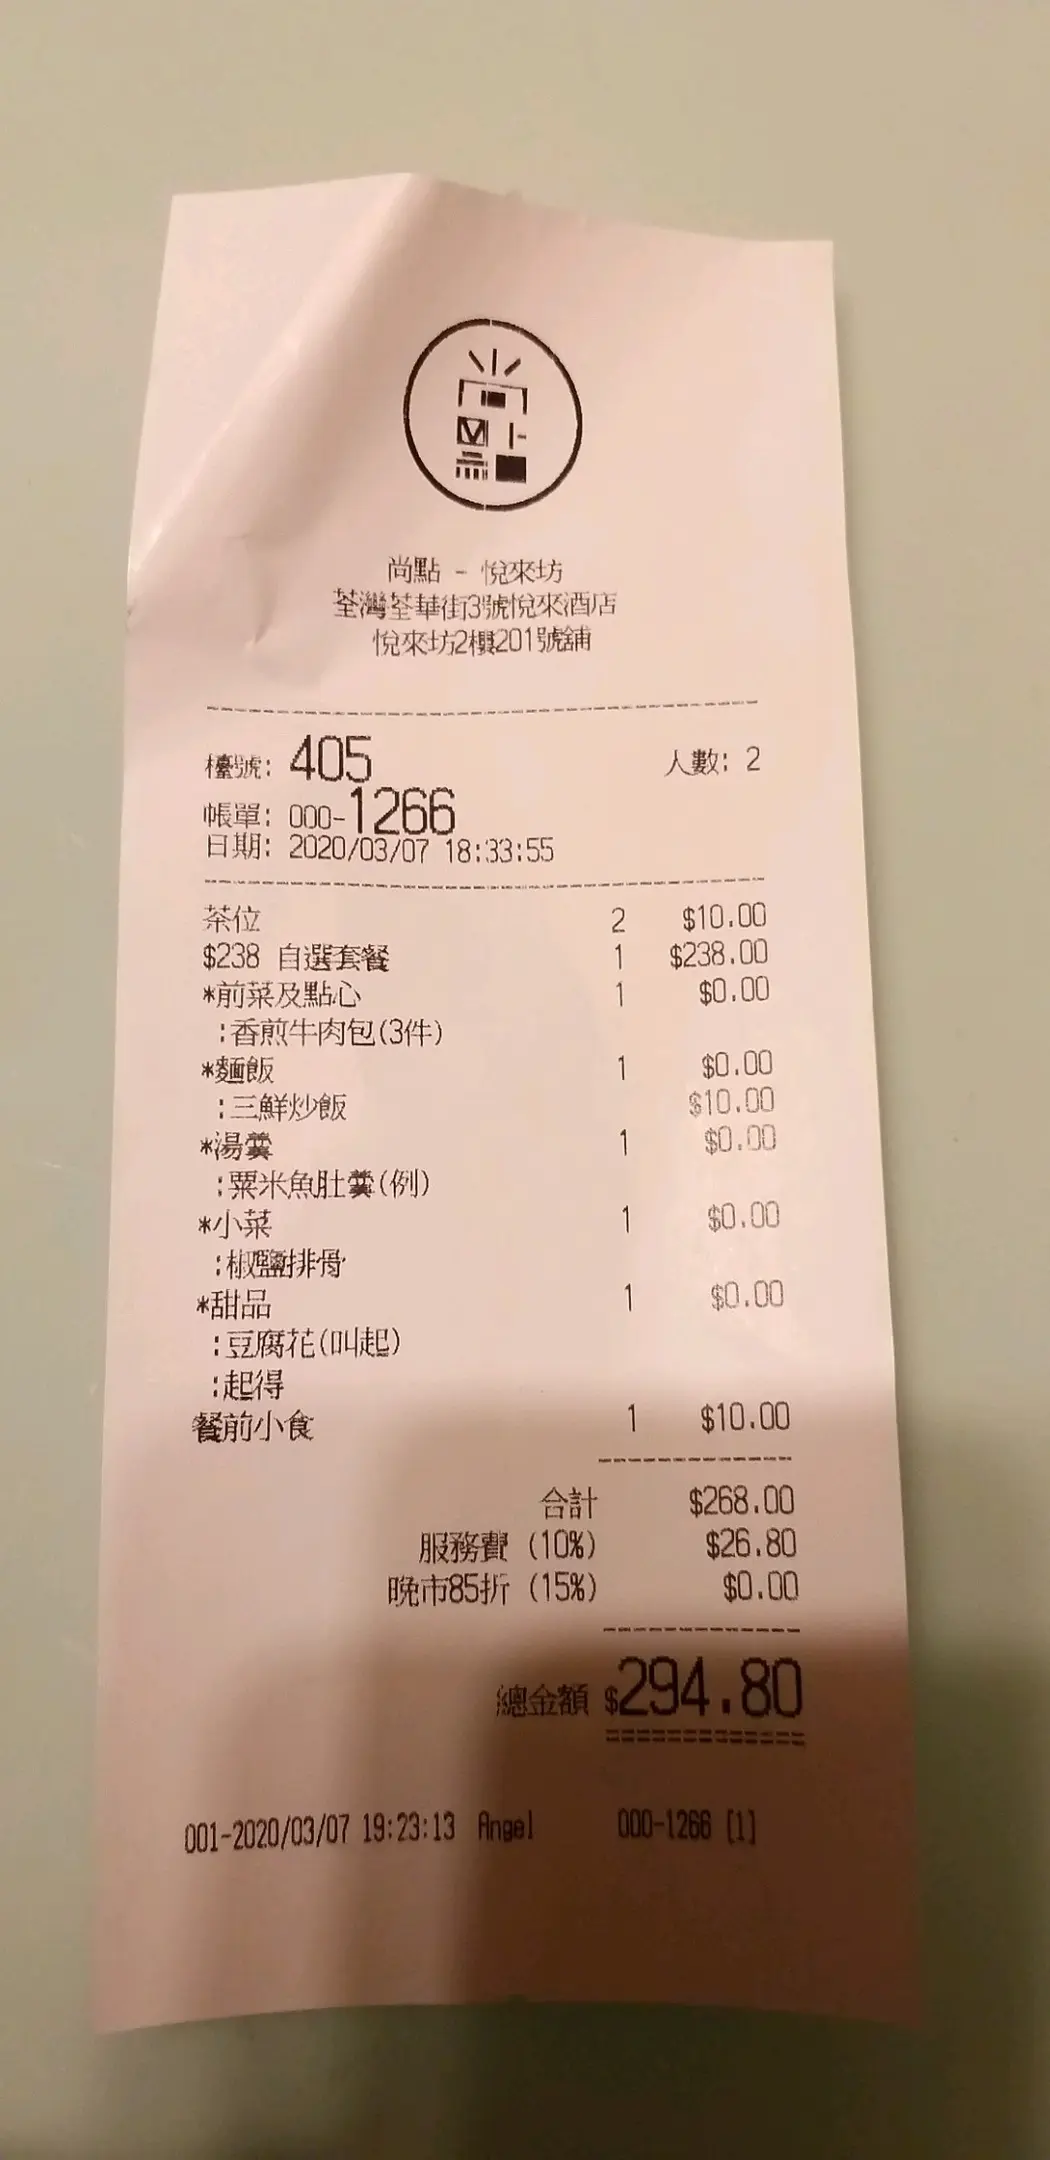 尚點 - 悅來坊
荃灣荃華街3號悅來酒店
悅來坊2樓201號舖
檯號: 405 人數: 2
帳單: 000-1266
日期: 2020/03/07 18:33:55
茶位 2 $10.00
$238 自選套餐 1 $238.00
*前菜及點心 1 $0.00
:香煎牛肉包(3件)
*麵飯 1 $0.00
:三鮮炒飯 $10.00
*湯羹 1 $0.00
:粟米魚肚羹(例)
*小菜 1 $0.00
:椒鹽排骨
*甜品 1 $0.00
:豆腐花(叫起)
:起得
餐前小食 1 $10.00
合計 $268.00
服務費 (10%) $26.80
晚市85折 (15%) $0.00
總金額 $294.80
001-2020/03/07 19:23:13 Angel 000-1266 [1]